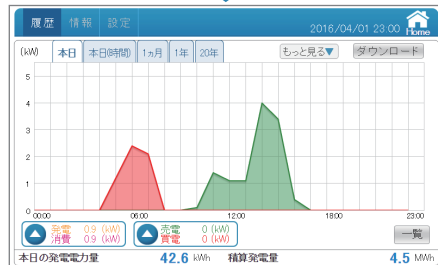 履歴 情報 設定 2016/04/01 23:00 Home
(kW) 本日 本日(時間) 1ヵ月 1年 20年 もっと見る▼ ダウンロード
5
4
3
2
1
0
00:00 06:00 12:00 18:00 23:00
発電 0.9 (kW) 売電 0 (kW)
消費 0.9 (kW) 買電 0 (kW)
一覧
本日の発電電力量 42.6 kWh 積算発電量 4.5 MWh